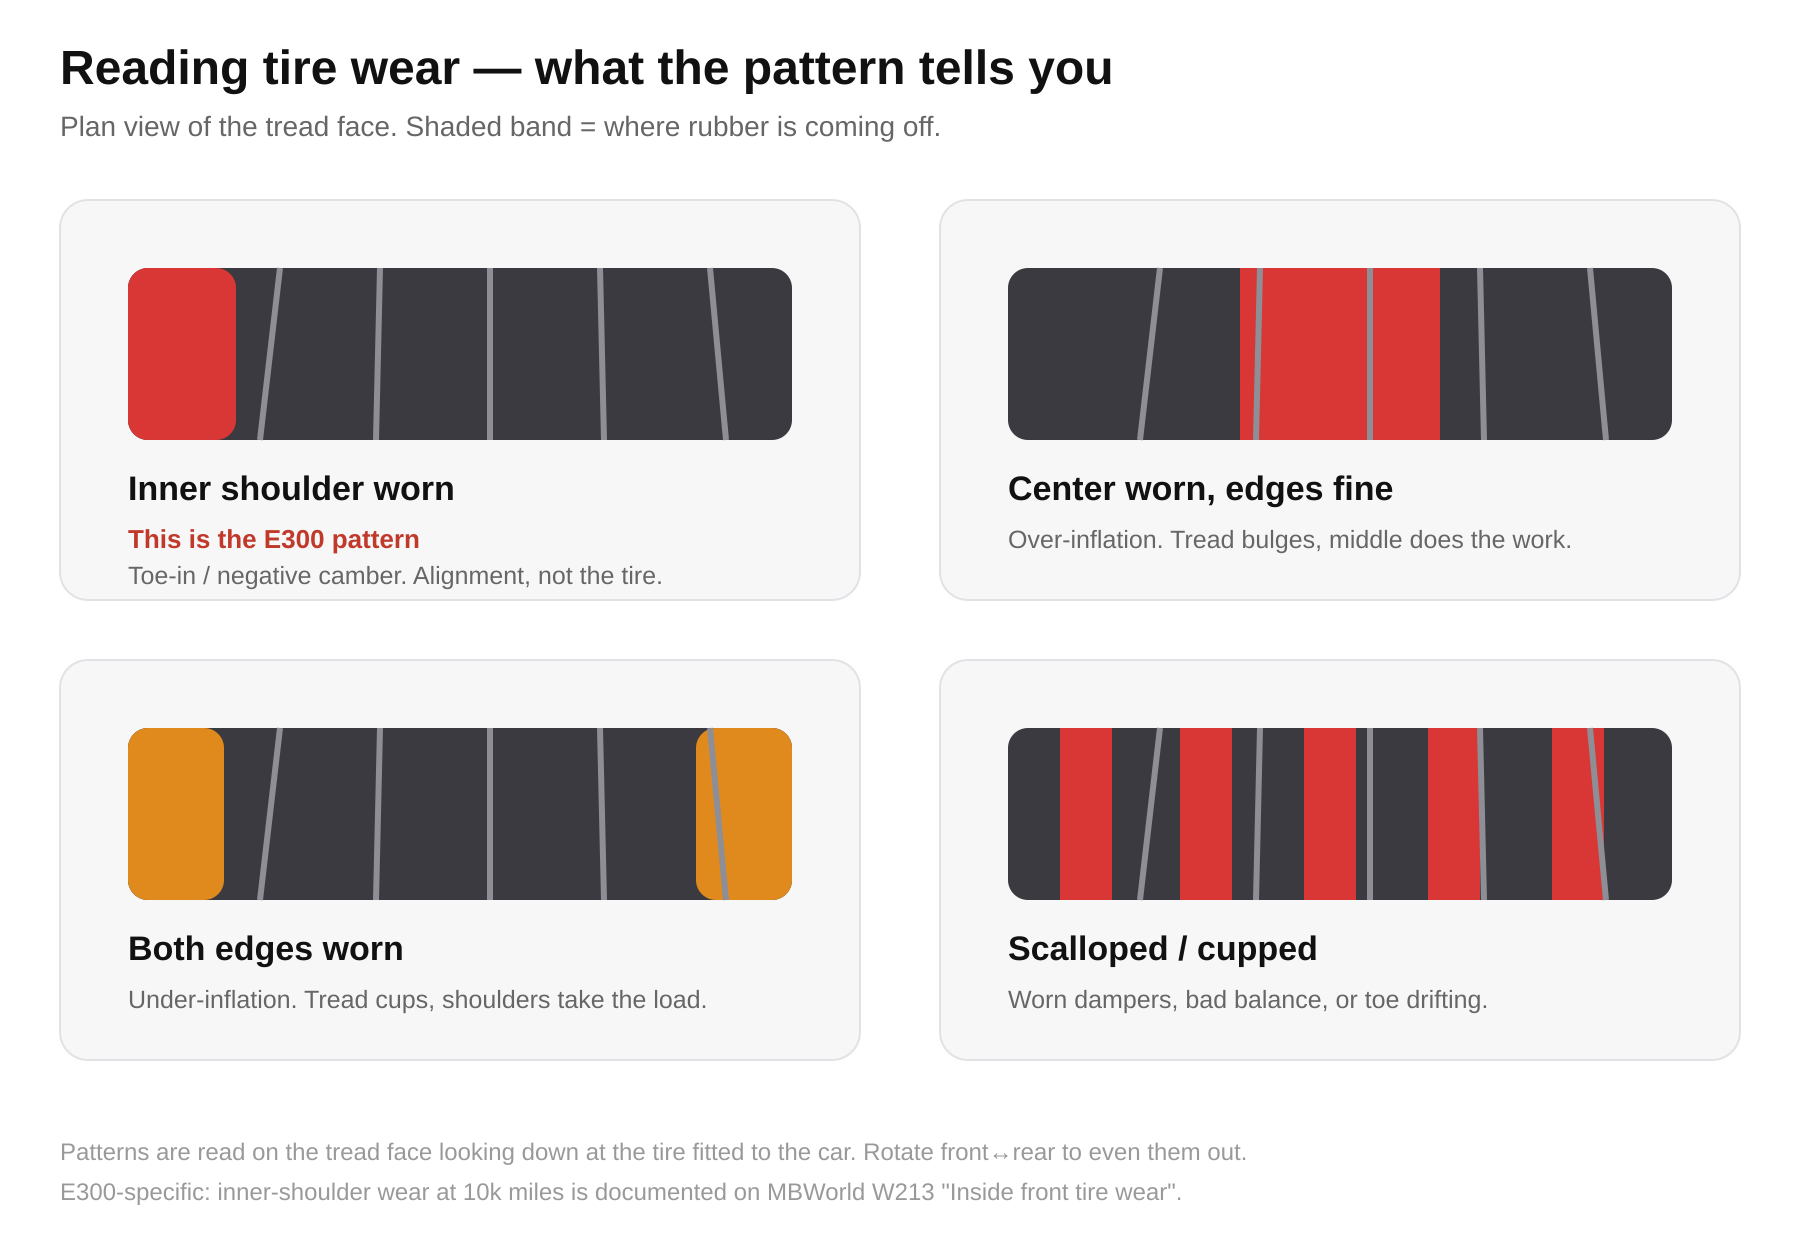 Reading tire wear — what the pattern tells you
Plan view of the tread face. Shaded band = where rubber is coming off.
Inner shoulder worn
This is the E300 pattern
Toe-in / negative camber. Alignment, not the tire.
Center worn, edges fine
Over-inflation. Tread bulges, middle does the work.
Both edges worn
Under-inflation. Tread cups, shoulders take the load.
Scalloped / cupped
Worn dampers, bad balance, or toe drifting.
Patterns are read on the tread face looking down at the tire fitted to the car. Rotate front↔rear to even them out.
E300-specific: inner-shoulder wear at 10k miles is documented on MBWorld W213 "Inside front tire wear".